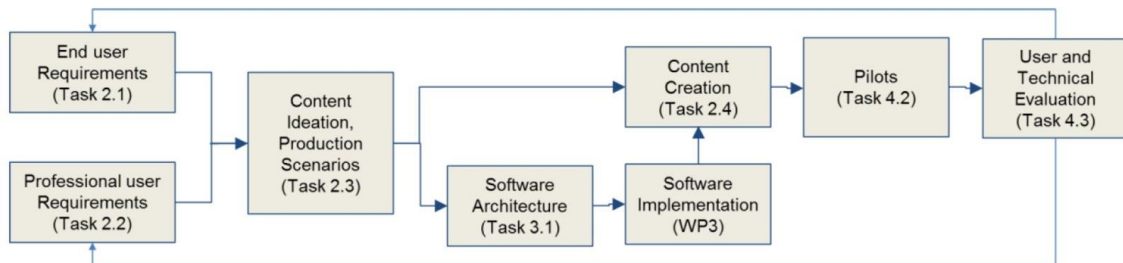 End user
Requirements
(Task 2.1)
Professional user
Requirements
(Task 2.2)
Content
Ideation,
Production
Scenarios
(Task 2.3)
Software
Architecture
(Task 3.1)
Software
Implementation
(WP3)
Content
Creation
(Task 2.4)
Pilots
(Task 4.2)
User and
Technical
Evaluation
(Task 4.3)